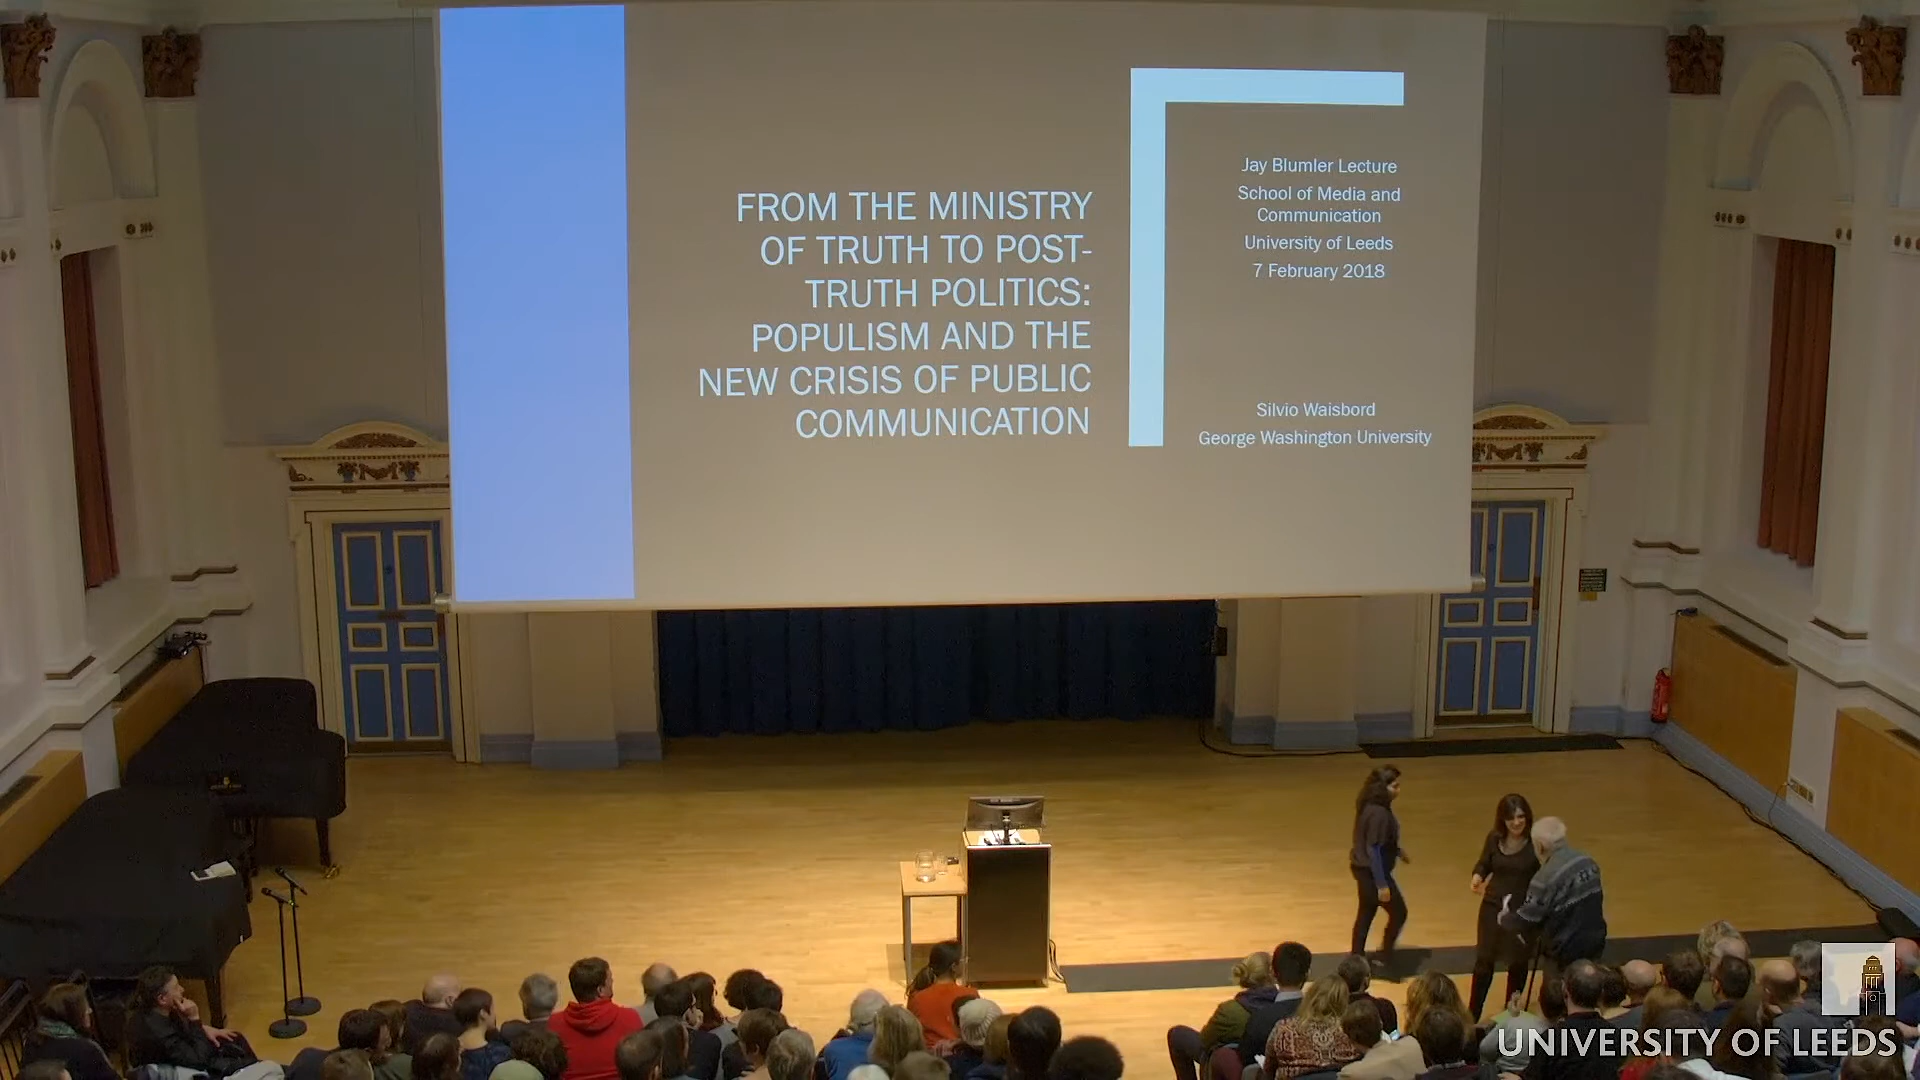 FROM THE MINISTRY
OF TRUTH TO POST-
TRUTH POLITICS:
POPULISM AND THE
NEW CRISIS OF PUBLIC
COMMUNICATION
Jay Blumler Lecture
School of Media and
Communication
University of Leeds
7 February 2018
Silvio Waisbord
George Washington University
UNIVERSITY OF LEEDS